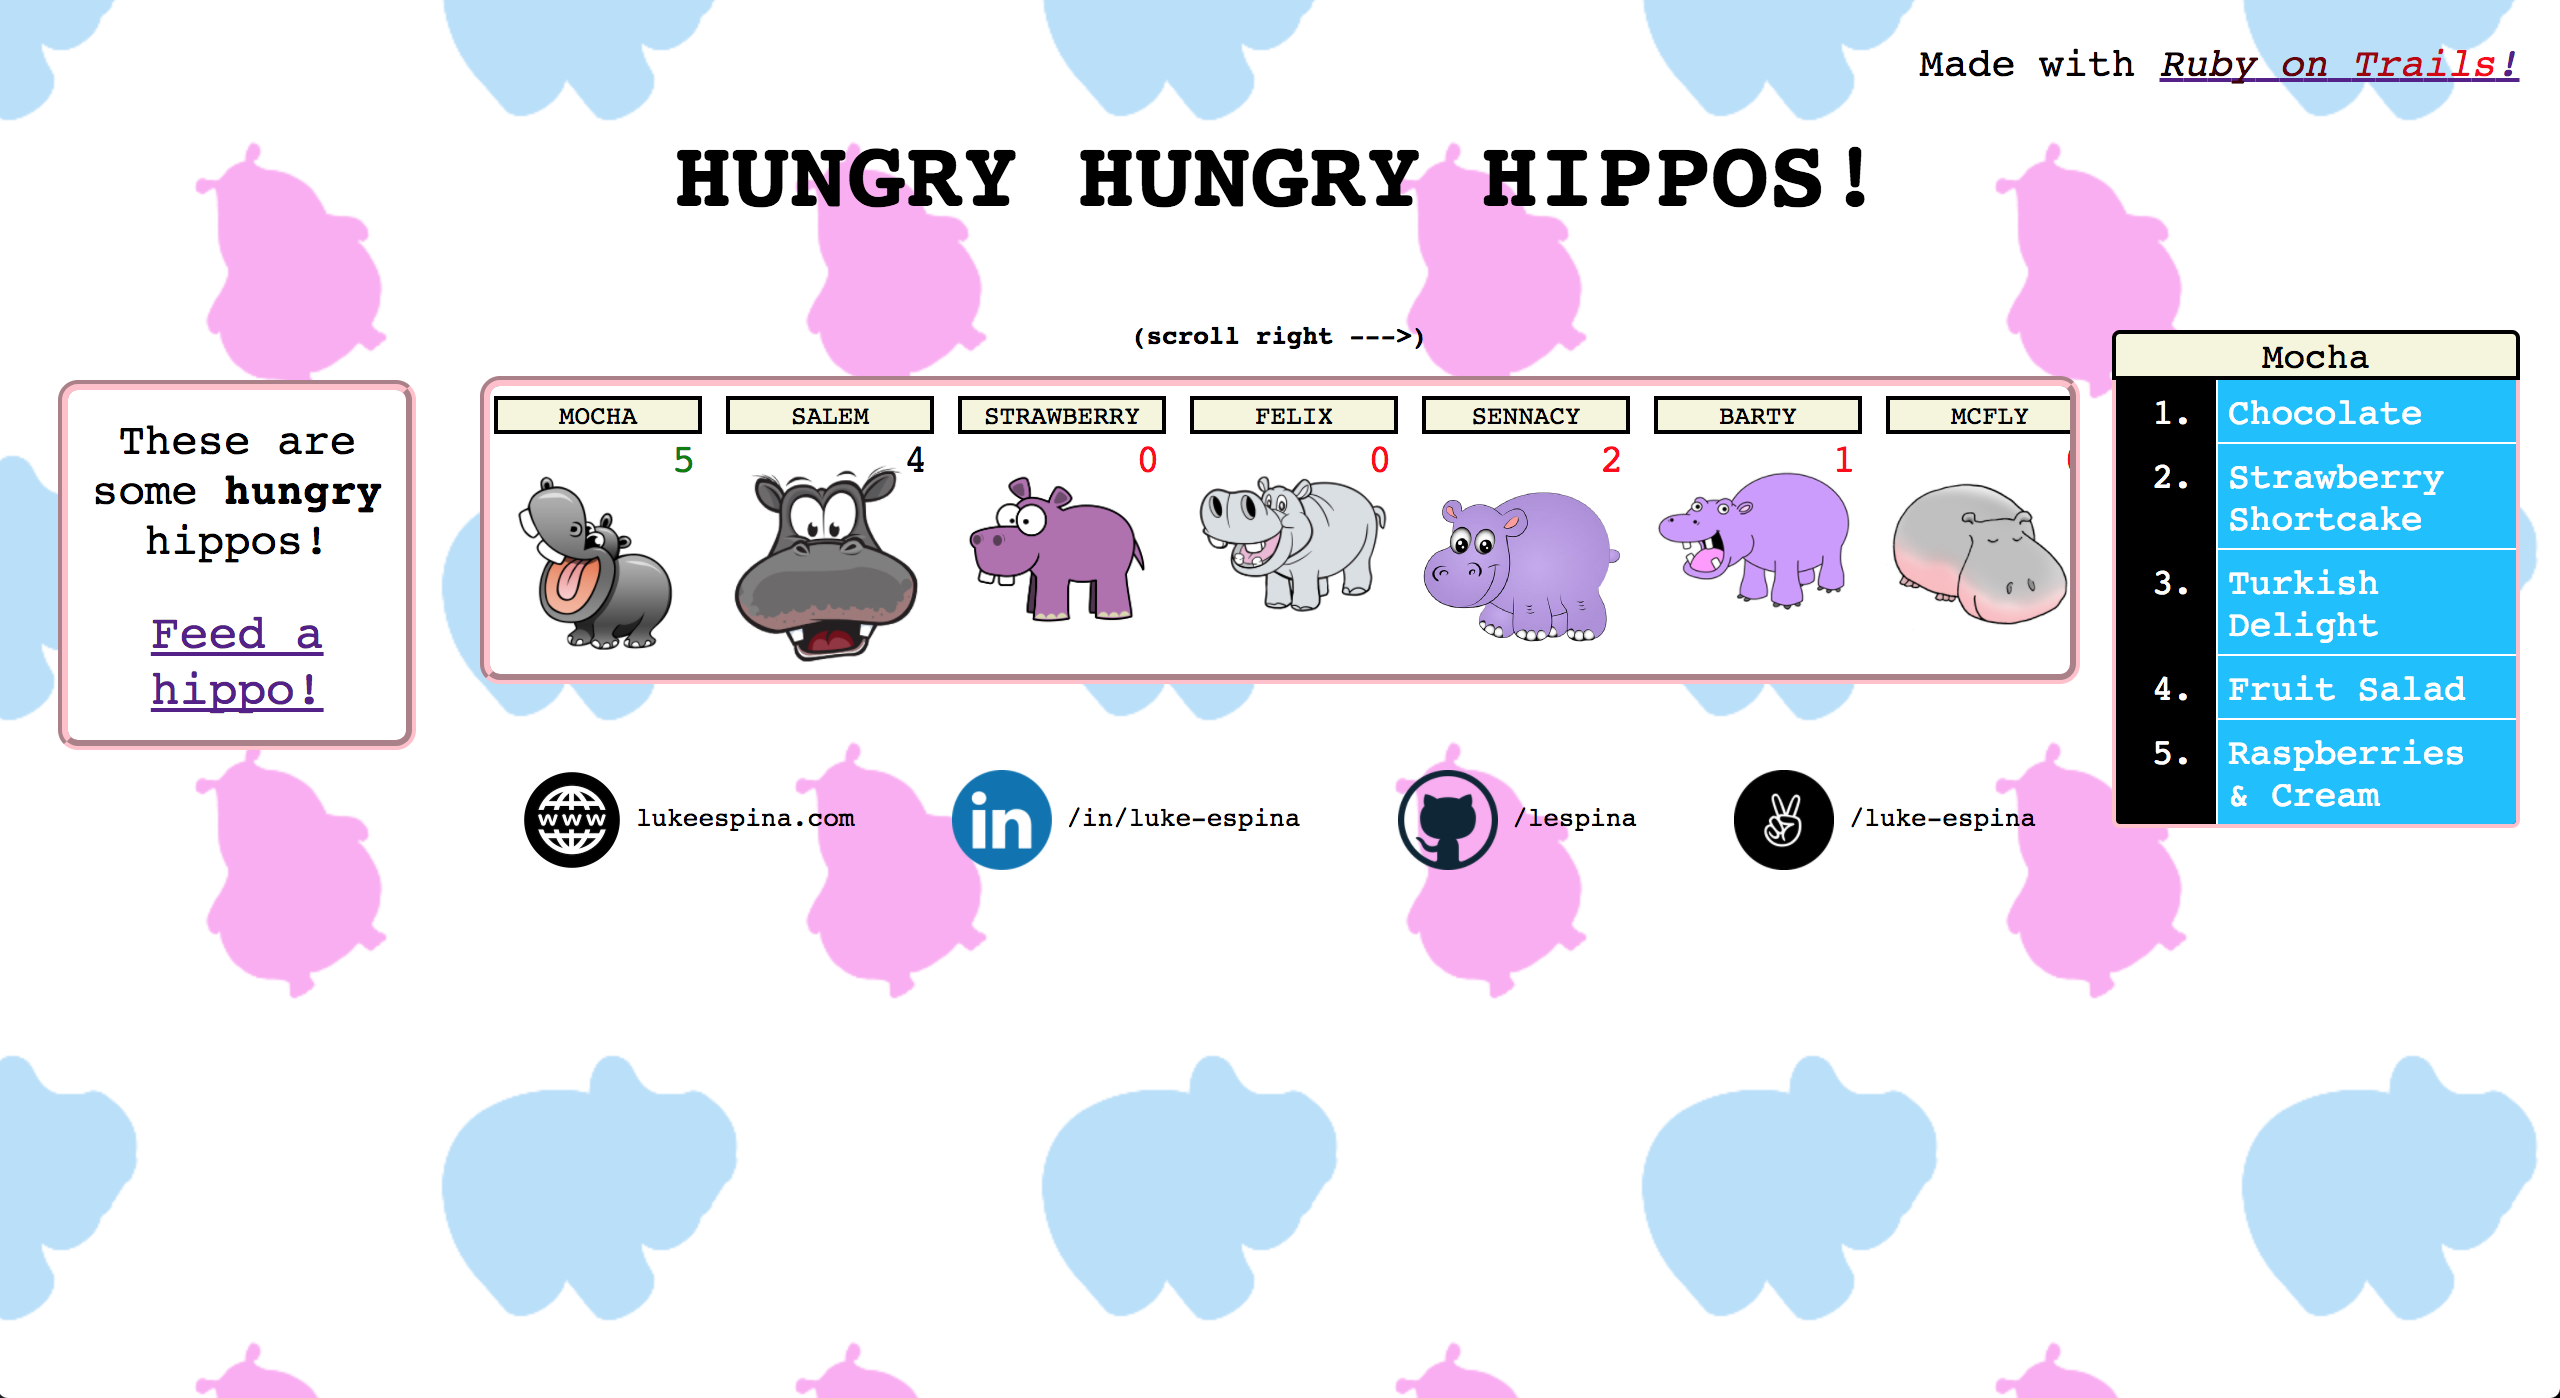 Made with Ruby on Trails!
HUNGRY HUNGRY HIPPOS!
(scroll right --->)
These are
some hungry
hippos!
Feed a
hippo!
MOCHA
5
SALEM
4
STRAWBERRY
0
FELIX
0
SENNACY
2
BARTY
1
MCFLY
Mocha
1. Chocolate
2. Strawberry
Shortcake
3. Turkish
Delight
4. Fruit Salad
5. Raspberries
& Cream
www
lukeespina.com
in
/in/luke-espina
/lespina
/luke-espina